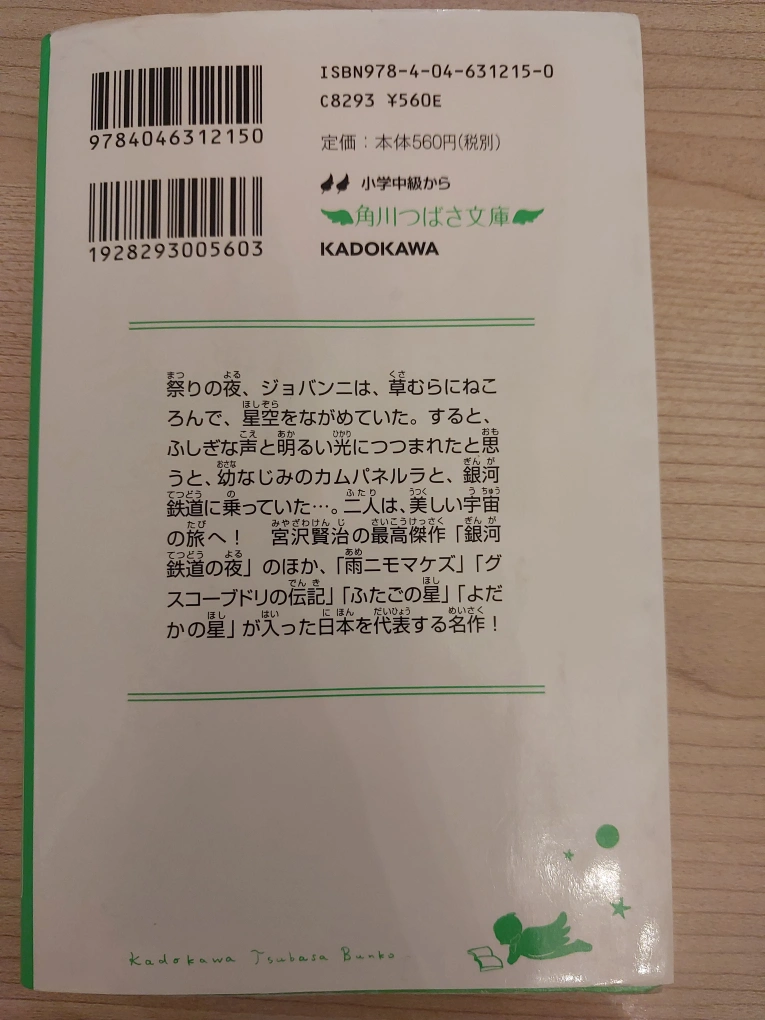 ISBN978-4-04-631215-0
C8293 ¥560E
9784046312150
定価：本体560円(税別)
小学中級から
角川つばさ文庫
1928293005603
KADOKAWA
祭りの夜、ジョバンニは、草むらにねこ
ろんで、星空をながめていた。すると、
ふしぎな声と明るい光につつまれたと思
うと、幼なじみのカムパネルラと、銀河
鉄道に乗っていた…。二人は、美しい宇宙
の旅へ！　宮沢賢治の最高傑作「銀河
鉄道の夜」のほか、「雨ニモマケズ」「グ
スコーブドリの伝記」「ふたごの星」「よだ
かの星」が入った日本を代表する名作！
Kadokawa Tsubasa Bunko